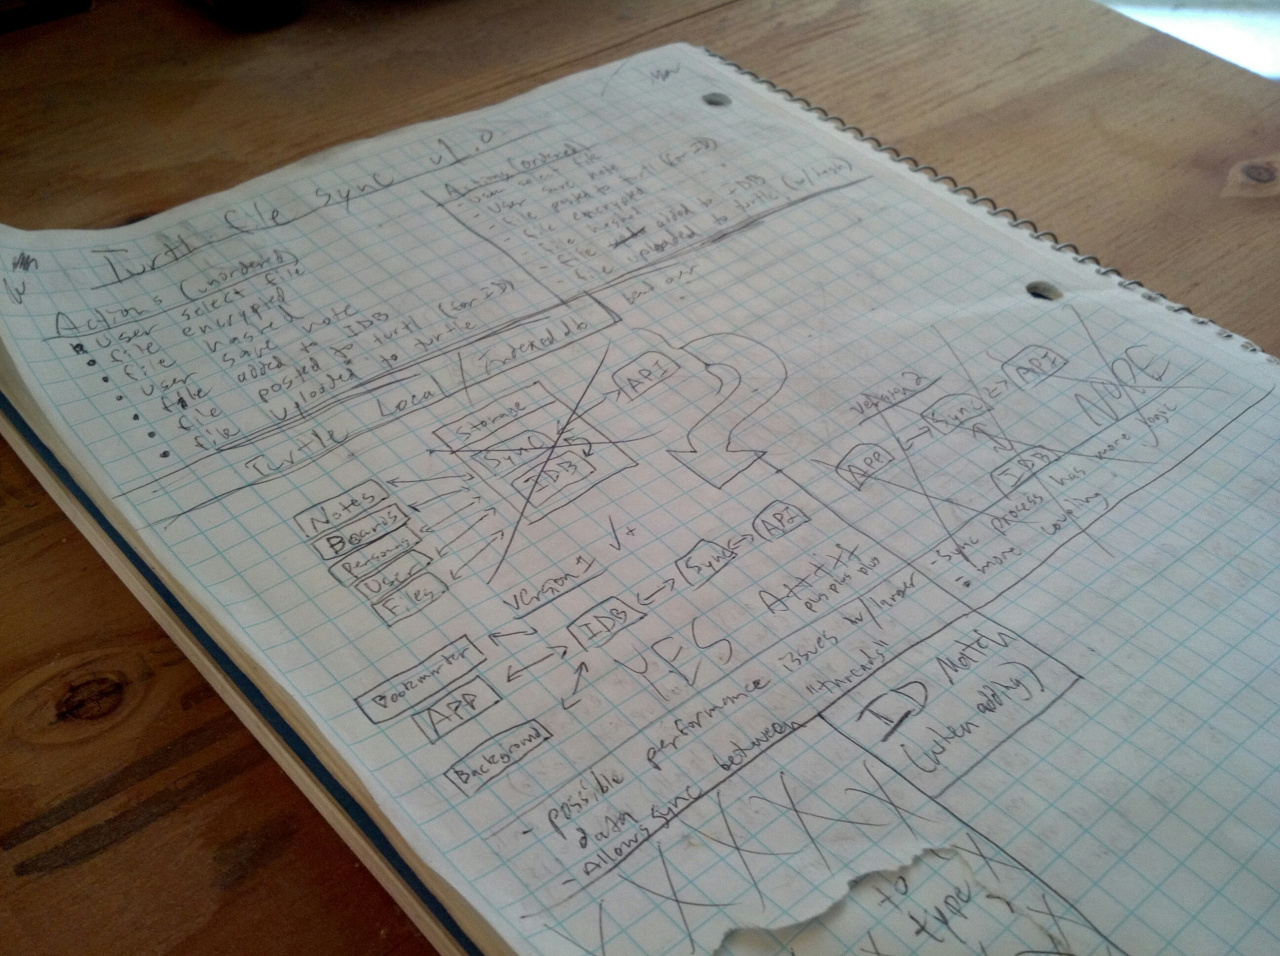 Turtl file sync v1.0
Actions (unordered)
• User select file
• file encrypted
• file hashed
• User save note
• file added to IDB
• file posted to turtl (for ID)
• file uploaded to turtle
Actions (ordered)
- User select file
- User save note
- file posted to turtl (for ID)
- file encrypted
- file hashed
- file added to IDB
- file uploaded to turtle (w/ hash)
Turtle Local / Indexed db
Storage
Sync
IDB
API
Notes
Boards
Personas
User
Files
version 1
Bookmarter
APP
Background
IDB
Sync
API
YES
A+++++
plus plus plus
- possible performance issues w/ larger
data
- Allows sync between "threads"
version 2
APP
Sync
API
IDB
NOPE
- Sync process has more logic
= more coupling
ID Match
(when adding)
to
type